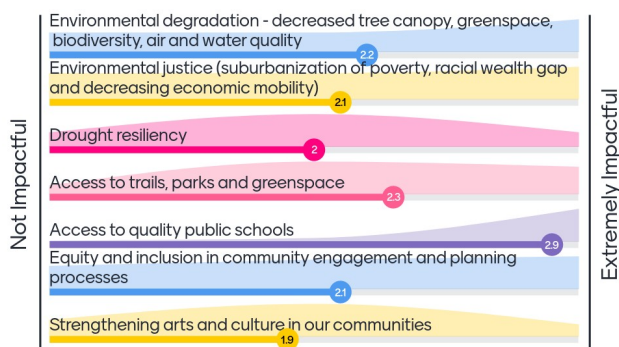 Not Impactful
Environmental degradation - decreased tree canopy, greenspace,
biodiversity, air and water quality
2.2
Environmental justice (suburbanization of poverty, racial wealth gap
and decreasing economic mobility)
2.1
Drought resiliency
2
Access to trails, parks and greenspace
2.3
Access to quality public schools
2.9
Equity and inclusion in community engagement and planning
processes
2.1
Strengthening arts and culture in our communities
1.9
Extremely Impactful